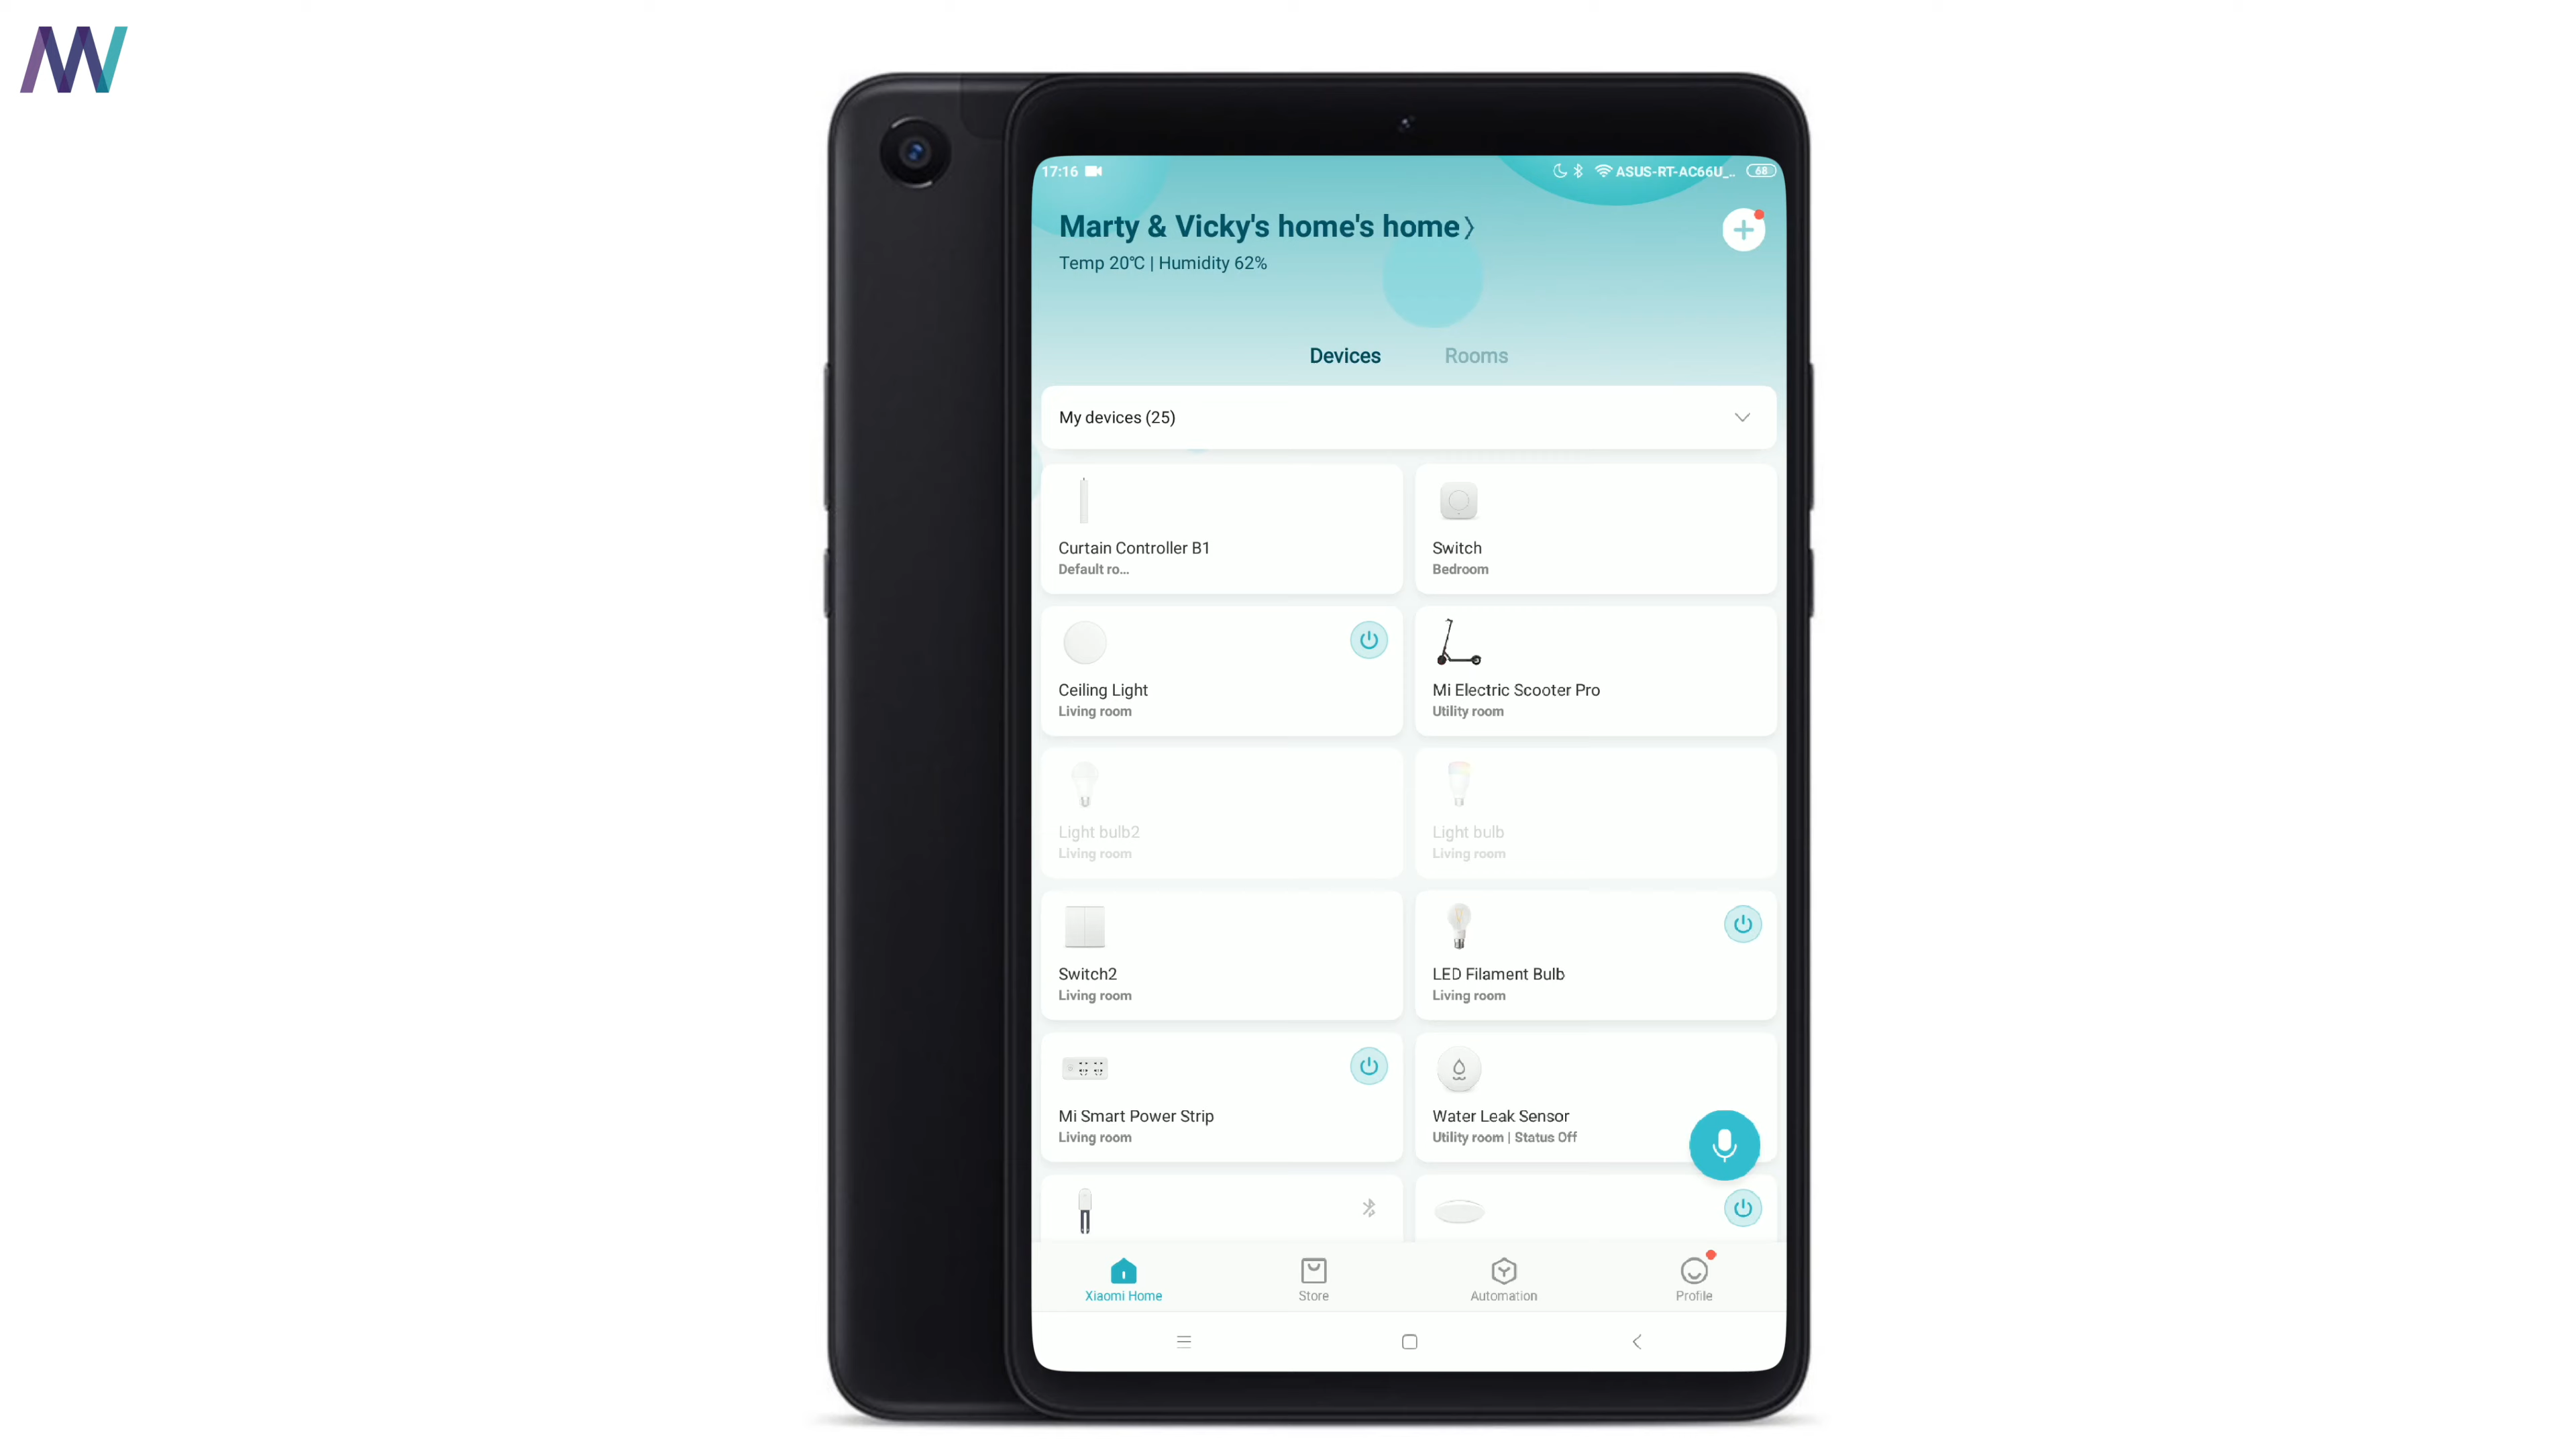 17:16
ASUS-RT-AC66U_..
68
Marty & Vicky's home's home
Temp 20℃ | Humidity 62%
Devices
Rooms
My devices (25)
Curtain Controller B1
Default ro...
Switch
Bedroom
Ceiling Light
Living room
Mi Electric Scooter Pro
Utility room
Light bulb2
Living room
Light bulb
Living room
Switch2
Living room
LED Filament Bulb
Living room
Mi Smart Power Strip
Living room
Water Leak Sensor
Utility room | Status Off
Xiaomi Home
Store
Automation
Profile